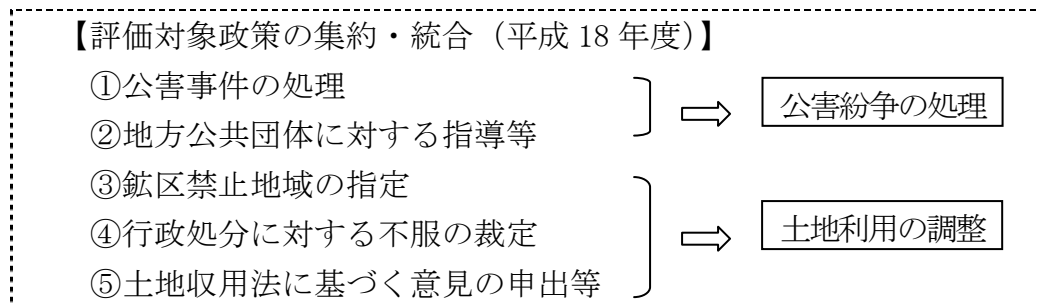 【評価対象政策の集約・統合（平成 18 年度）】
①公害事件の処理
②地方公共団体に対する指導等
公害紛争の処理
③鉱区禁止地域の指定
④行政処分に対する不服の裁定
⑤土地収用法に基づく意見の申出等
土地利用の調整